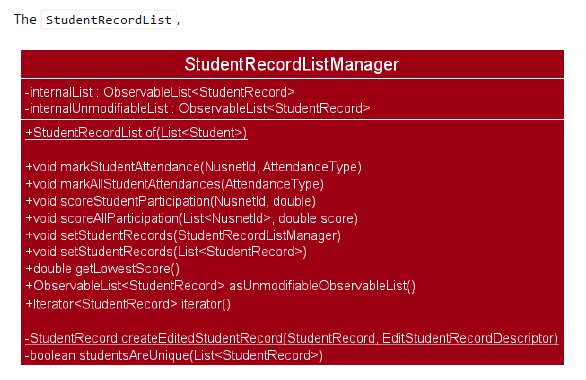 The StudentRecordList,
StudentRecordListManager
-internalList : ObservableList<StudentRecord>
-internalUnmodifiableList : ObservableList<StudentRecord>
+StudentRecordList of(List<Student>)
+void markStudentAttendance(NusnetId, AttendanceType)
+void markAllStudentAttendances(AttendanceType)
+void scoreStudentParticipation(NusnetId, double)
+void scoreAllParticipation(List<NusnetId>, double score)
+void setStudentRecords(StudentRecordListManager)
+void setStudentRecords(List<StudentRecord>)
+double getLowestScore()
+ObservableList<StudentRecord> asUnmodifiableObservableList()
+Iterator<StudentRecord> iterator()
-StudentRecord createEditedStudentRecord(StudentRecord, EditStudentRecordDescriptor)
-boolean studentsAreUnique(List<StudentRecord>)